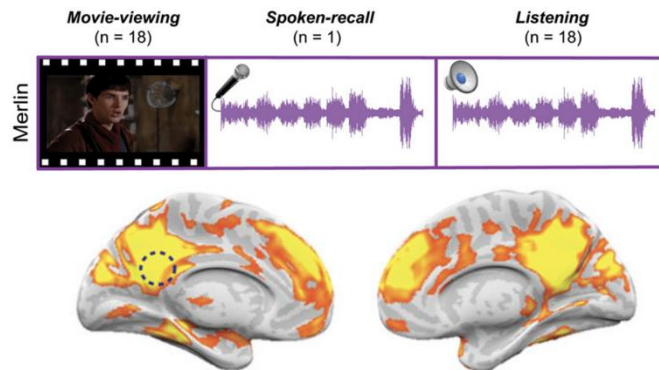 Movie-viewing
(n = 18)
Spoken-recall
(n = 1)
Listening
(n = 18)
Merlin